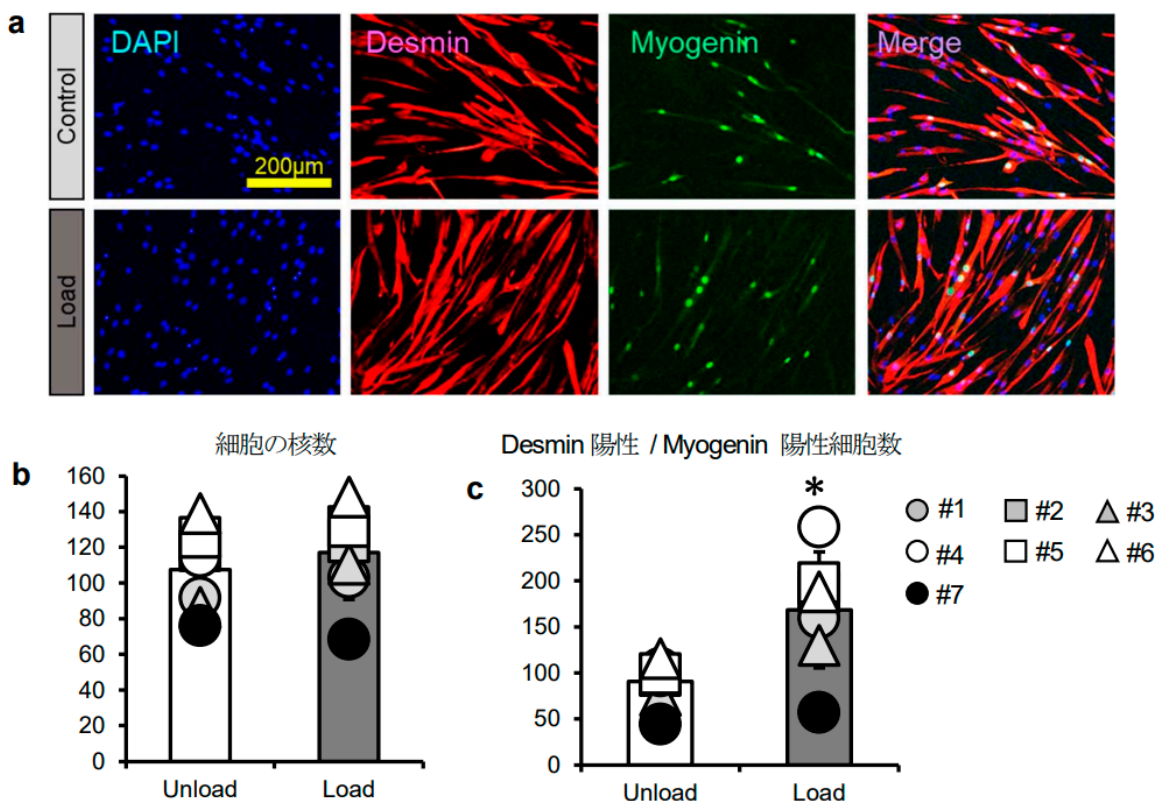 a
Control
DAPI
Desmin
Myogenin
Merge
200μm
Load
細胞の核数
Desmin 陽性 / Myogenin 陽性細胞数
b
160
140
120
100
80
60
40
20
0
Unload
Load
c
300
250
200
150
100
50
0
*
Unload
Load
#1 #2 #3
#4 #5 #6
#7